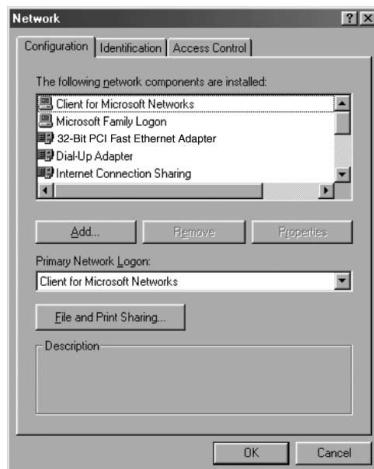 Network
Configuration Identification Access Control
The following network components are installed:
Client for Microsoft Networks
Microsoft Family Logon
32-Bit PCI Fast Ethernet Adapter
Dial-Up Adapter
Internet Connection Sharing
Add... Remove Properties
Primary Network Logon:
Client for Microsoft Networks
File and Print Sharing...
Description
OK Cancel